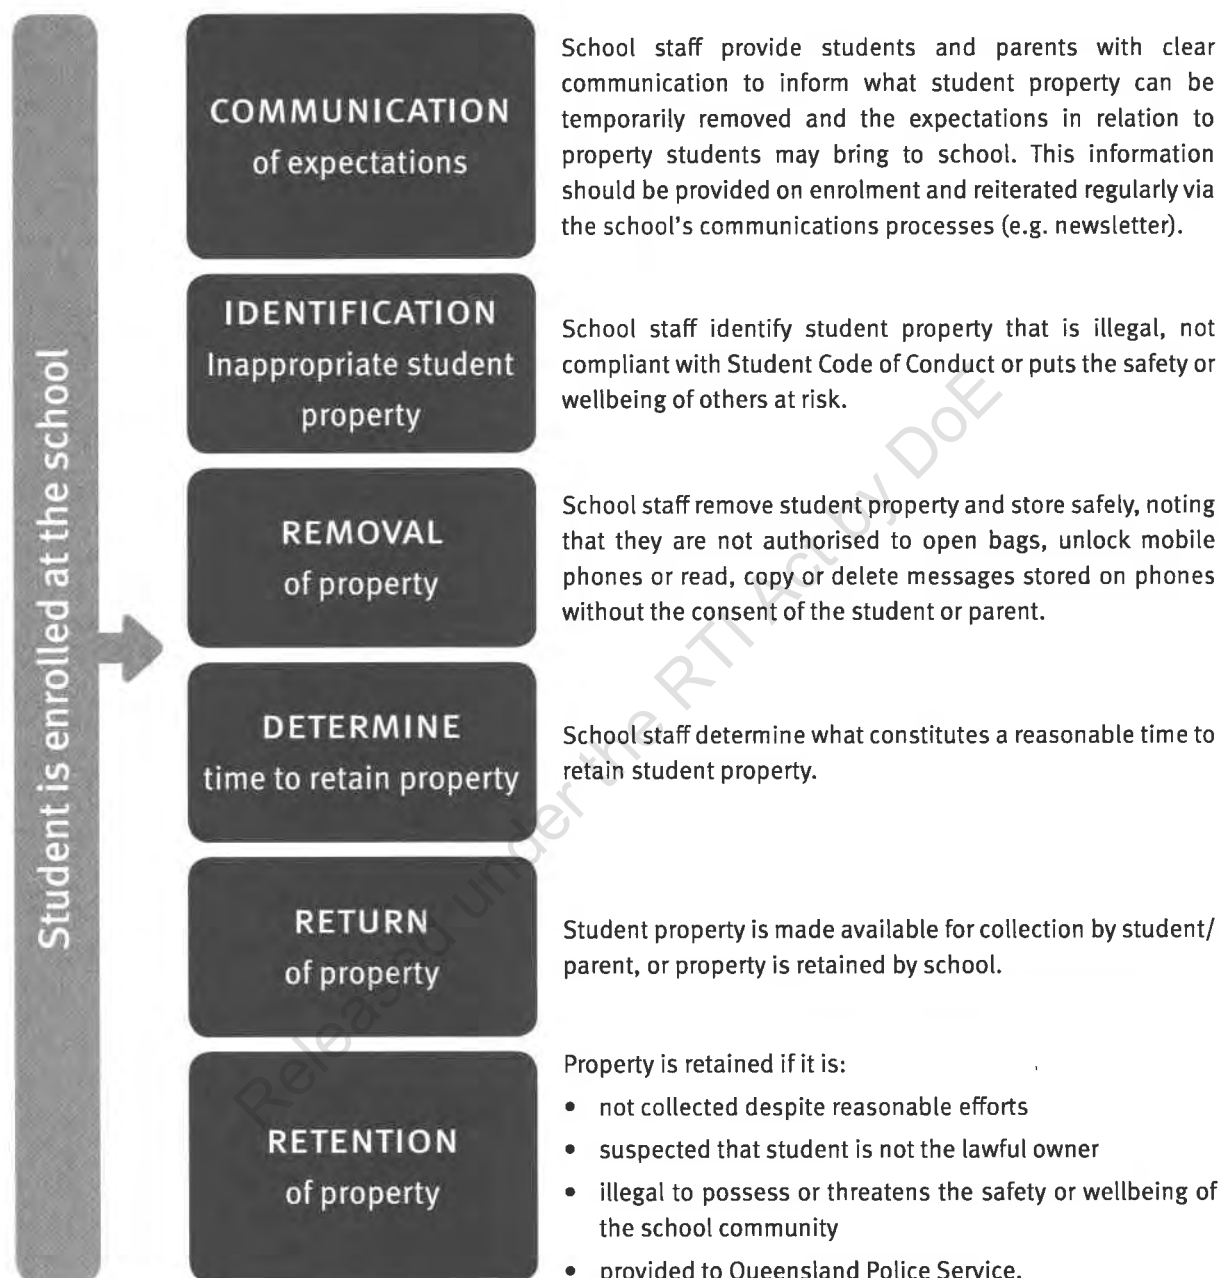 Student is enrolled at the school
COMMUNICATION
of expectations
School staff provide students and parents with clear
communication to inform what student property can be
temporarily removed and the expectations in relation to
property students may bring to school. This information
should be provided on enrolment and reiterated regularly via
the school's communications processes (e.g. newsletter).
IDENTIFICATION
Inappropriate student
property
School staff identify student property that is illegal, not
compliant with Student Code of Conduct or puts the safety or
wellbeing of others at risk.
REMOVAL
of property
School staff remove student property and store safely, noting
that they are not authorised to open bags, unlock mobile
phones or read, copy or delete messages stored on phones
without the consent of the student or parent.
DETERMINE
time to retain property
School staff determine what constitutes a reasonable time to
retain student property.
RETURN
of property
Student property is made available for collection by student/
parent, or property is retained by school.
RETENTION
of property
Property is retained if it is:
• not collected despite reasonable efforts
• suspected that student is not the lawful owner
• illegal to possess or threatens the safety or wellbeing of
the school community
• provided to Queensland Police Service.
Released under the RTI Act by DoE